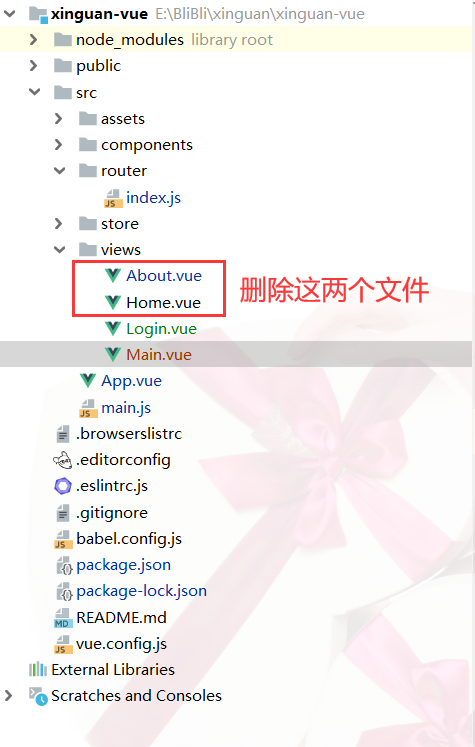 xinguan-vue E:\BliBli\xinguan\xinguan-vue
node_modules library root
public
src
assets
components
router
index.js
store
views
About.vue
Home.vue
删除这两个文件
Login.vue
Main.vue
App.vue
main.js
.browserslistrc
.editorconfig
.eslintrc.js
.gitignore
babel.config.js
package.json
package-lock.json
README.md
vue.config.js
External Libraries
Scratches and Consoles